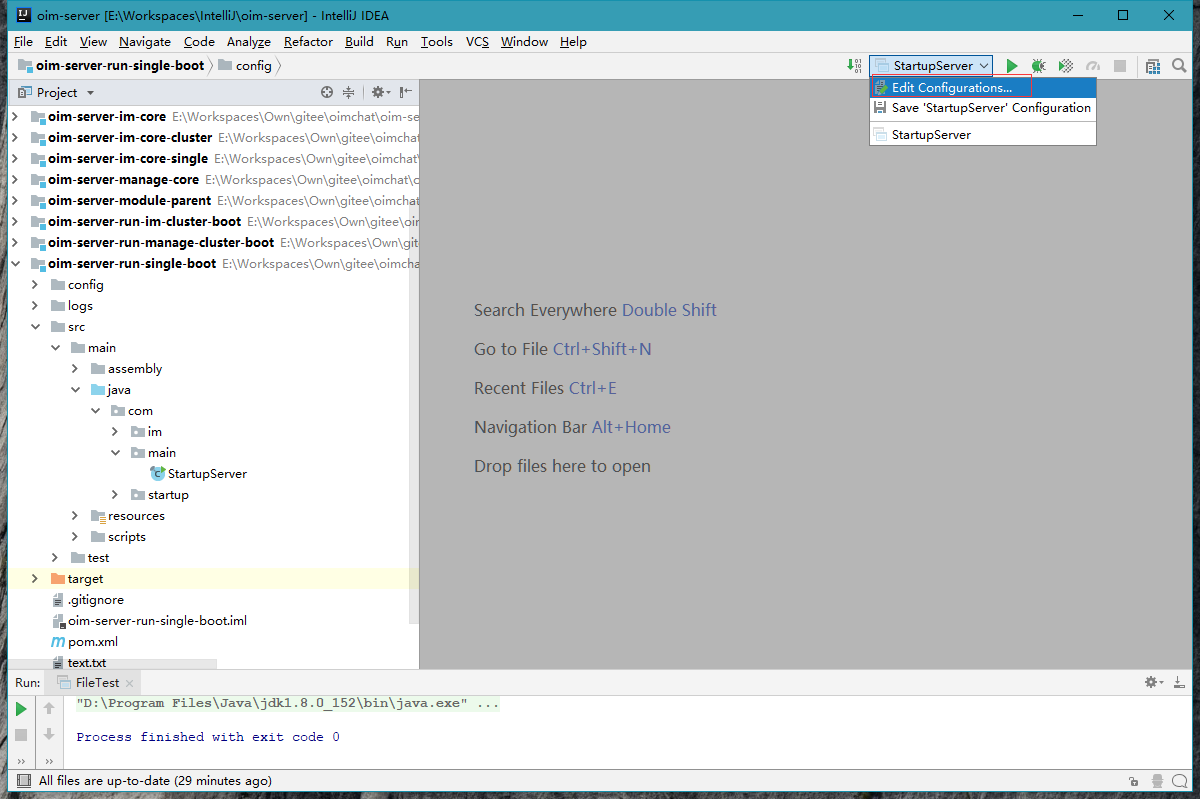 oim-server [E:\Workspaces\IntelliJ\oim-server] - IntelliJ IDEA
File Edit View Navigate Code Analyze Refactor Build Run Tools VCS Window Help
oim-server-run-single-boot config StartupServer
Edit Configurations...
Save 'StartupServer' Configuration
StartupServer
Project
oim-server-im-core E:\Workspaces\Own\gitee\oimchat\oim-se
oim-server-im-core-cluster E:\Workspaces\Own\gitee\oimchat
oim-server-im-core-single E:\Workspaces\Own\gitee\oimchat\
oim-server-manage-core E:\Workspaces\Own\gitee\oimchat\o
oim-server-module-parent E:\Workspaces\Own\gitee\oimchat
oim-server-run-im-cluster-boot E:\Workspaces\Own\gitee\oi
oim-server-run-manage-cluster-boot E:\Workspaces\Own\git
oim-server-run-single-boot E:\Workspaces\Own\gitee\oimcha
config
logs
src
main
assembly
java
com
im
main
StartupServer
startup
resources
scripts
test
target
.gitignore
oim-server-run-single-boot.iml
pom.xml
text.txt
Search Everywhere Double Shift
Go to File Ctrl+Shift+N
Recent Files Ctrl+E
Navigation Bar Alt+Home
Drop files here to open
Run: FileTest
"D:\Program Files\Java\jdk1.8.0_152\bin\java.exe" ...
Process finished with exit code 0
All files are up-to-date (29 minutes ago)